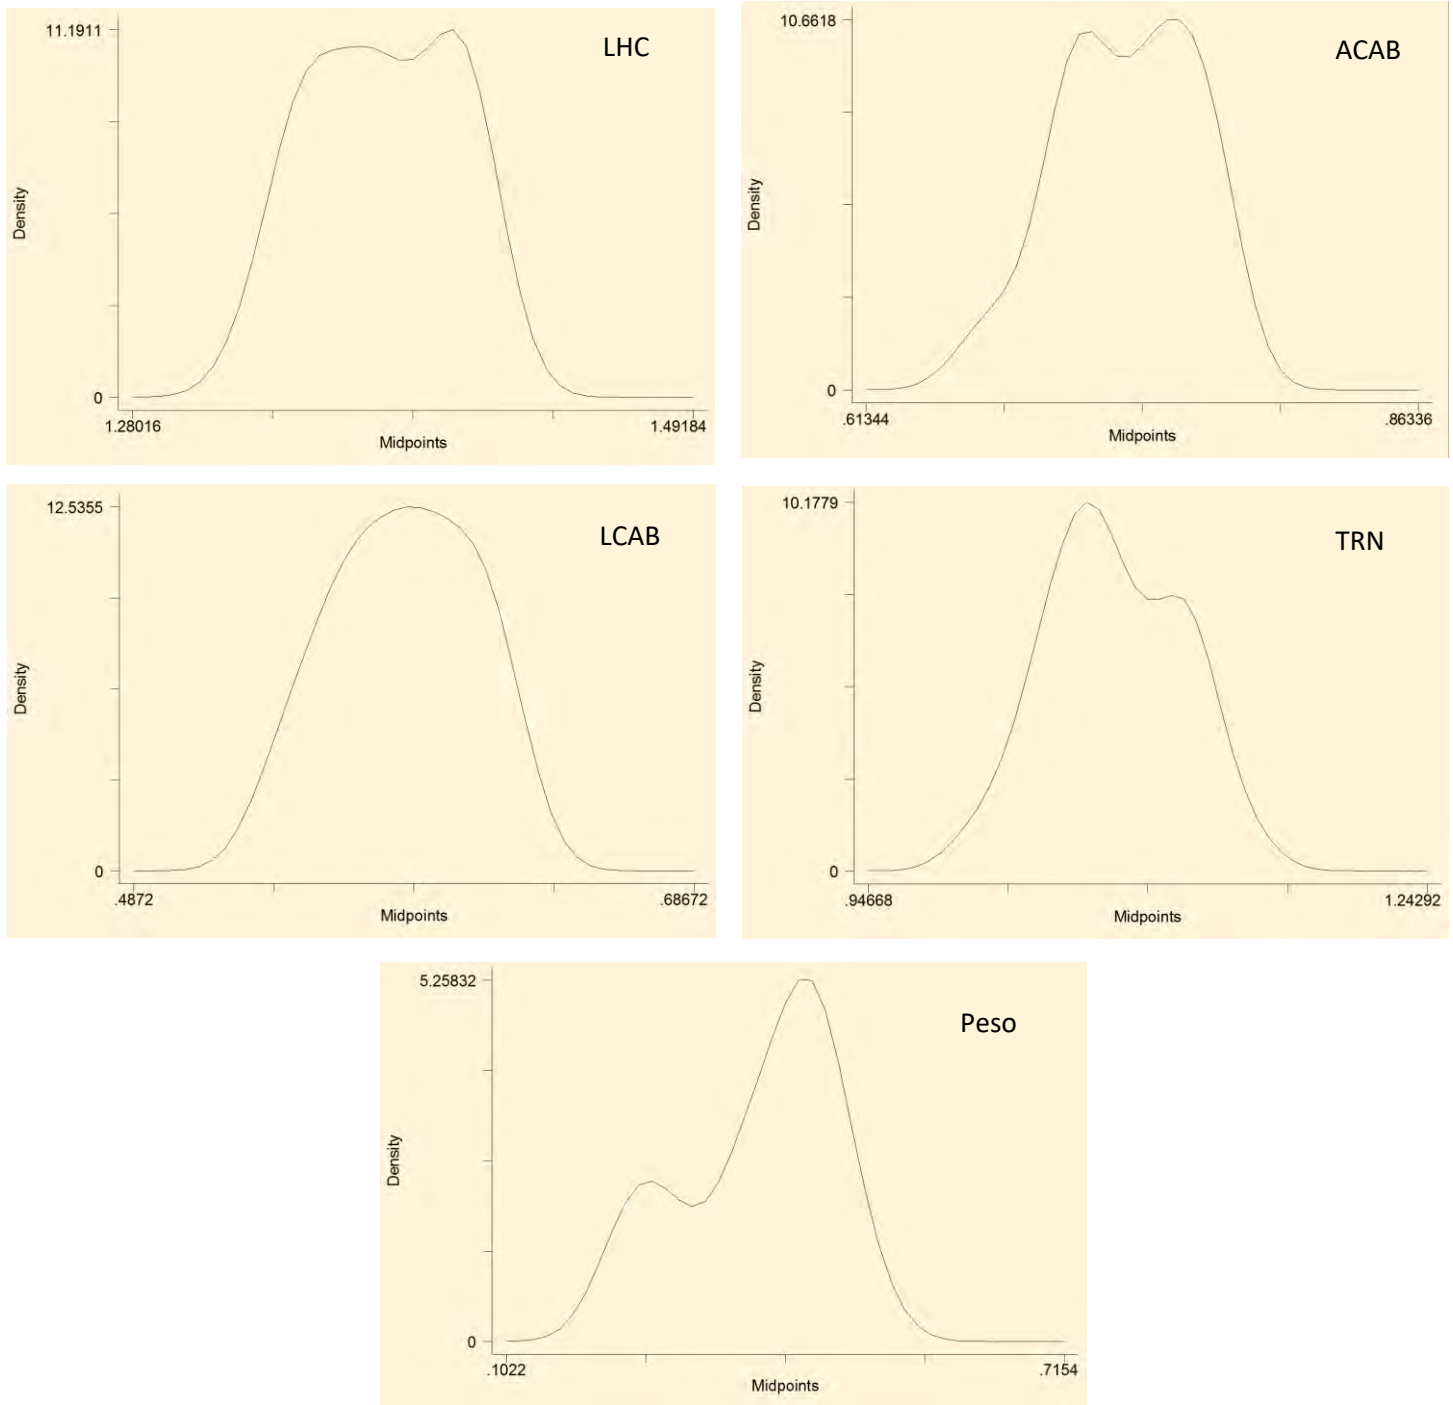 LHC
11.1911
Density
0
1.28016
1.49184
Midpoints
ACAB
10.6618
Density
0
.61344
.86336
Midpoints
LCAB
12.5355
Density
0
.4872
.68672
Midpoints
TRN
10.1779
Density
0
.94668
1.24292
Midpoints
Peso
5.25832
Density
0
.1022
.7154
Midpoints